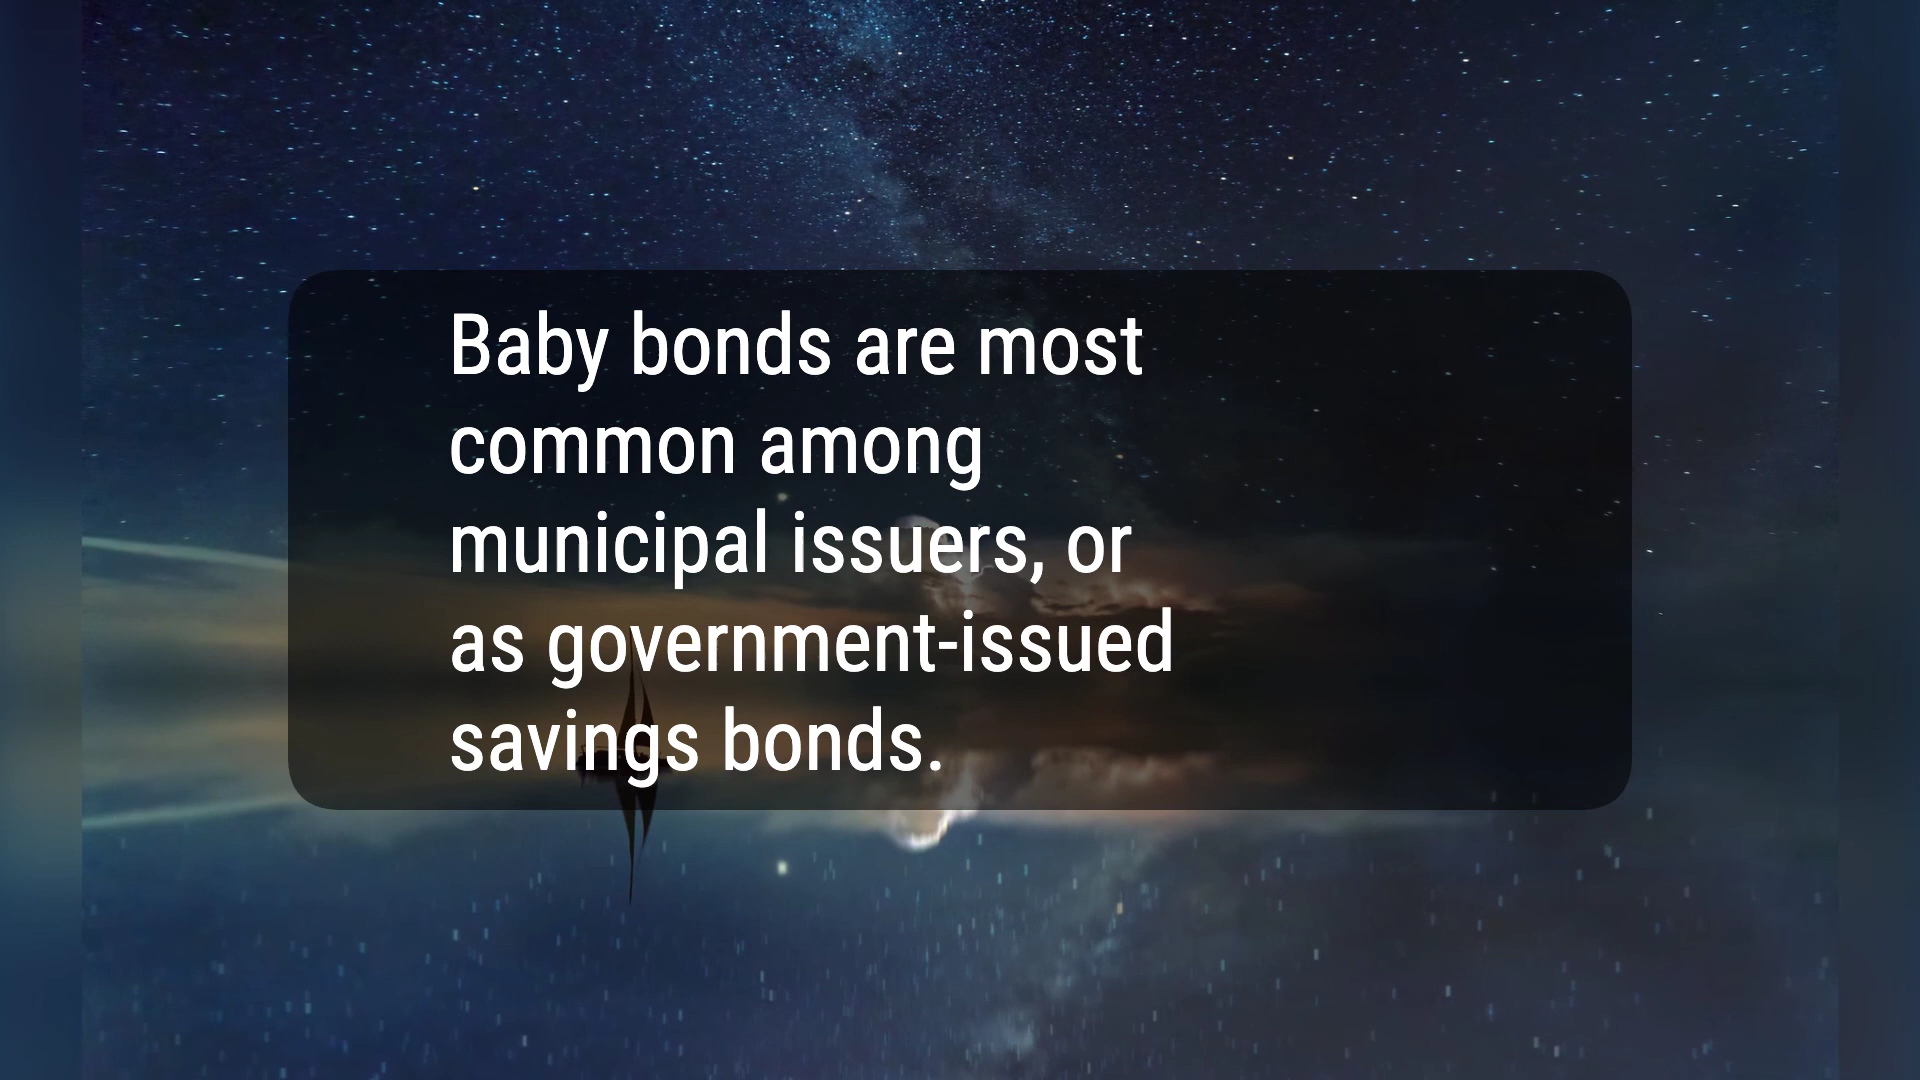 Baby bonds are most
common among
municipal issuers, or
as government-issued
savings bonds.